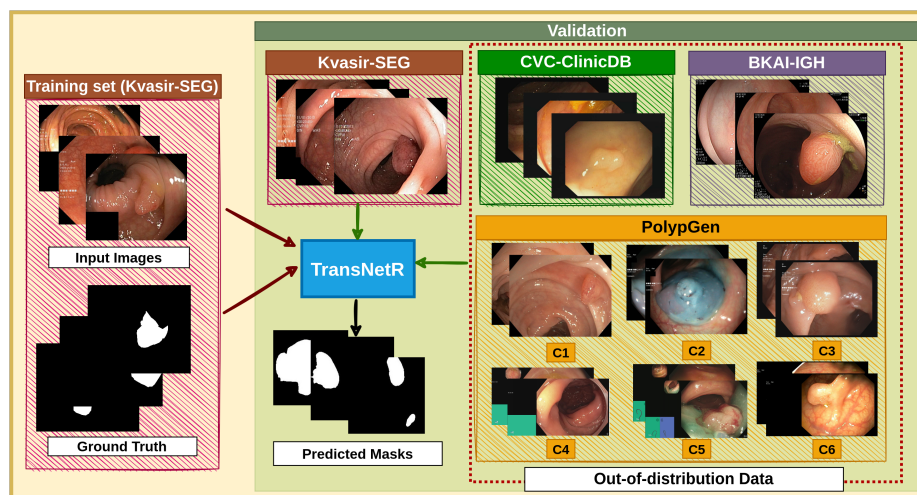 Validation
Training set (Kvasir-SEG)
Input Images
Ground Truth
Kvasir-SEG
CVC-ClinicDB
BKAI-IGH
TransNetR
Predicted Masks
PolypGen
C1
C2
C3
C4
C5
C6
Out-of-distribution Data